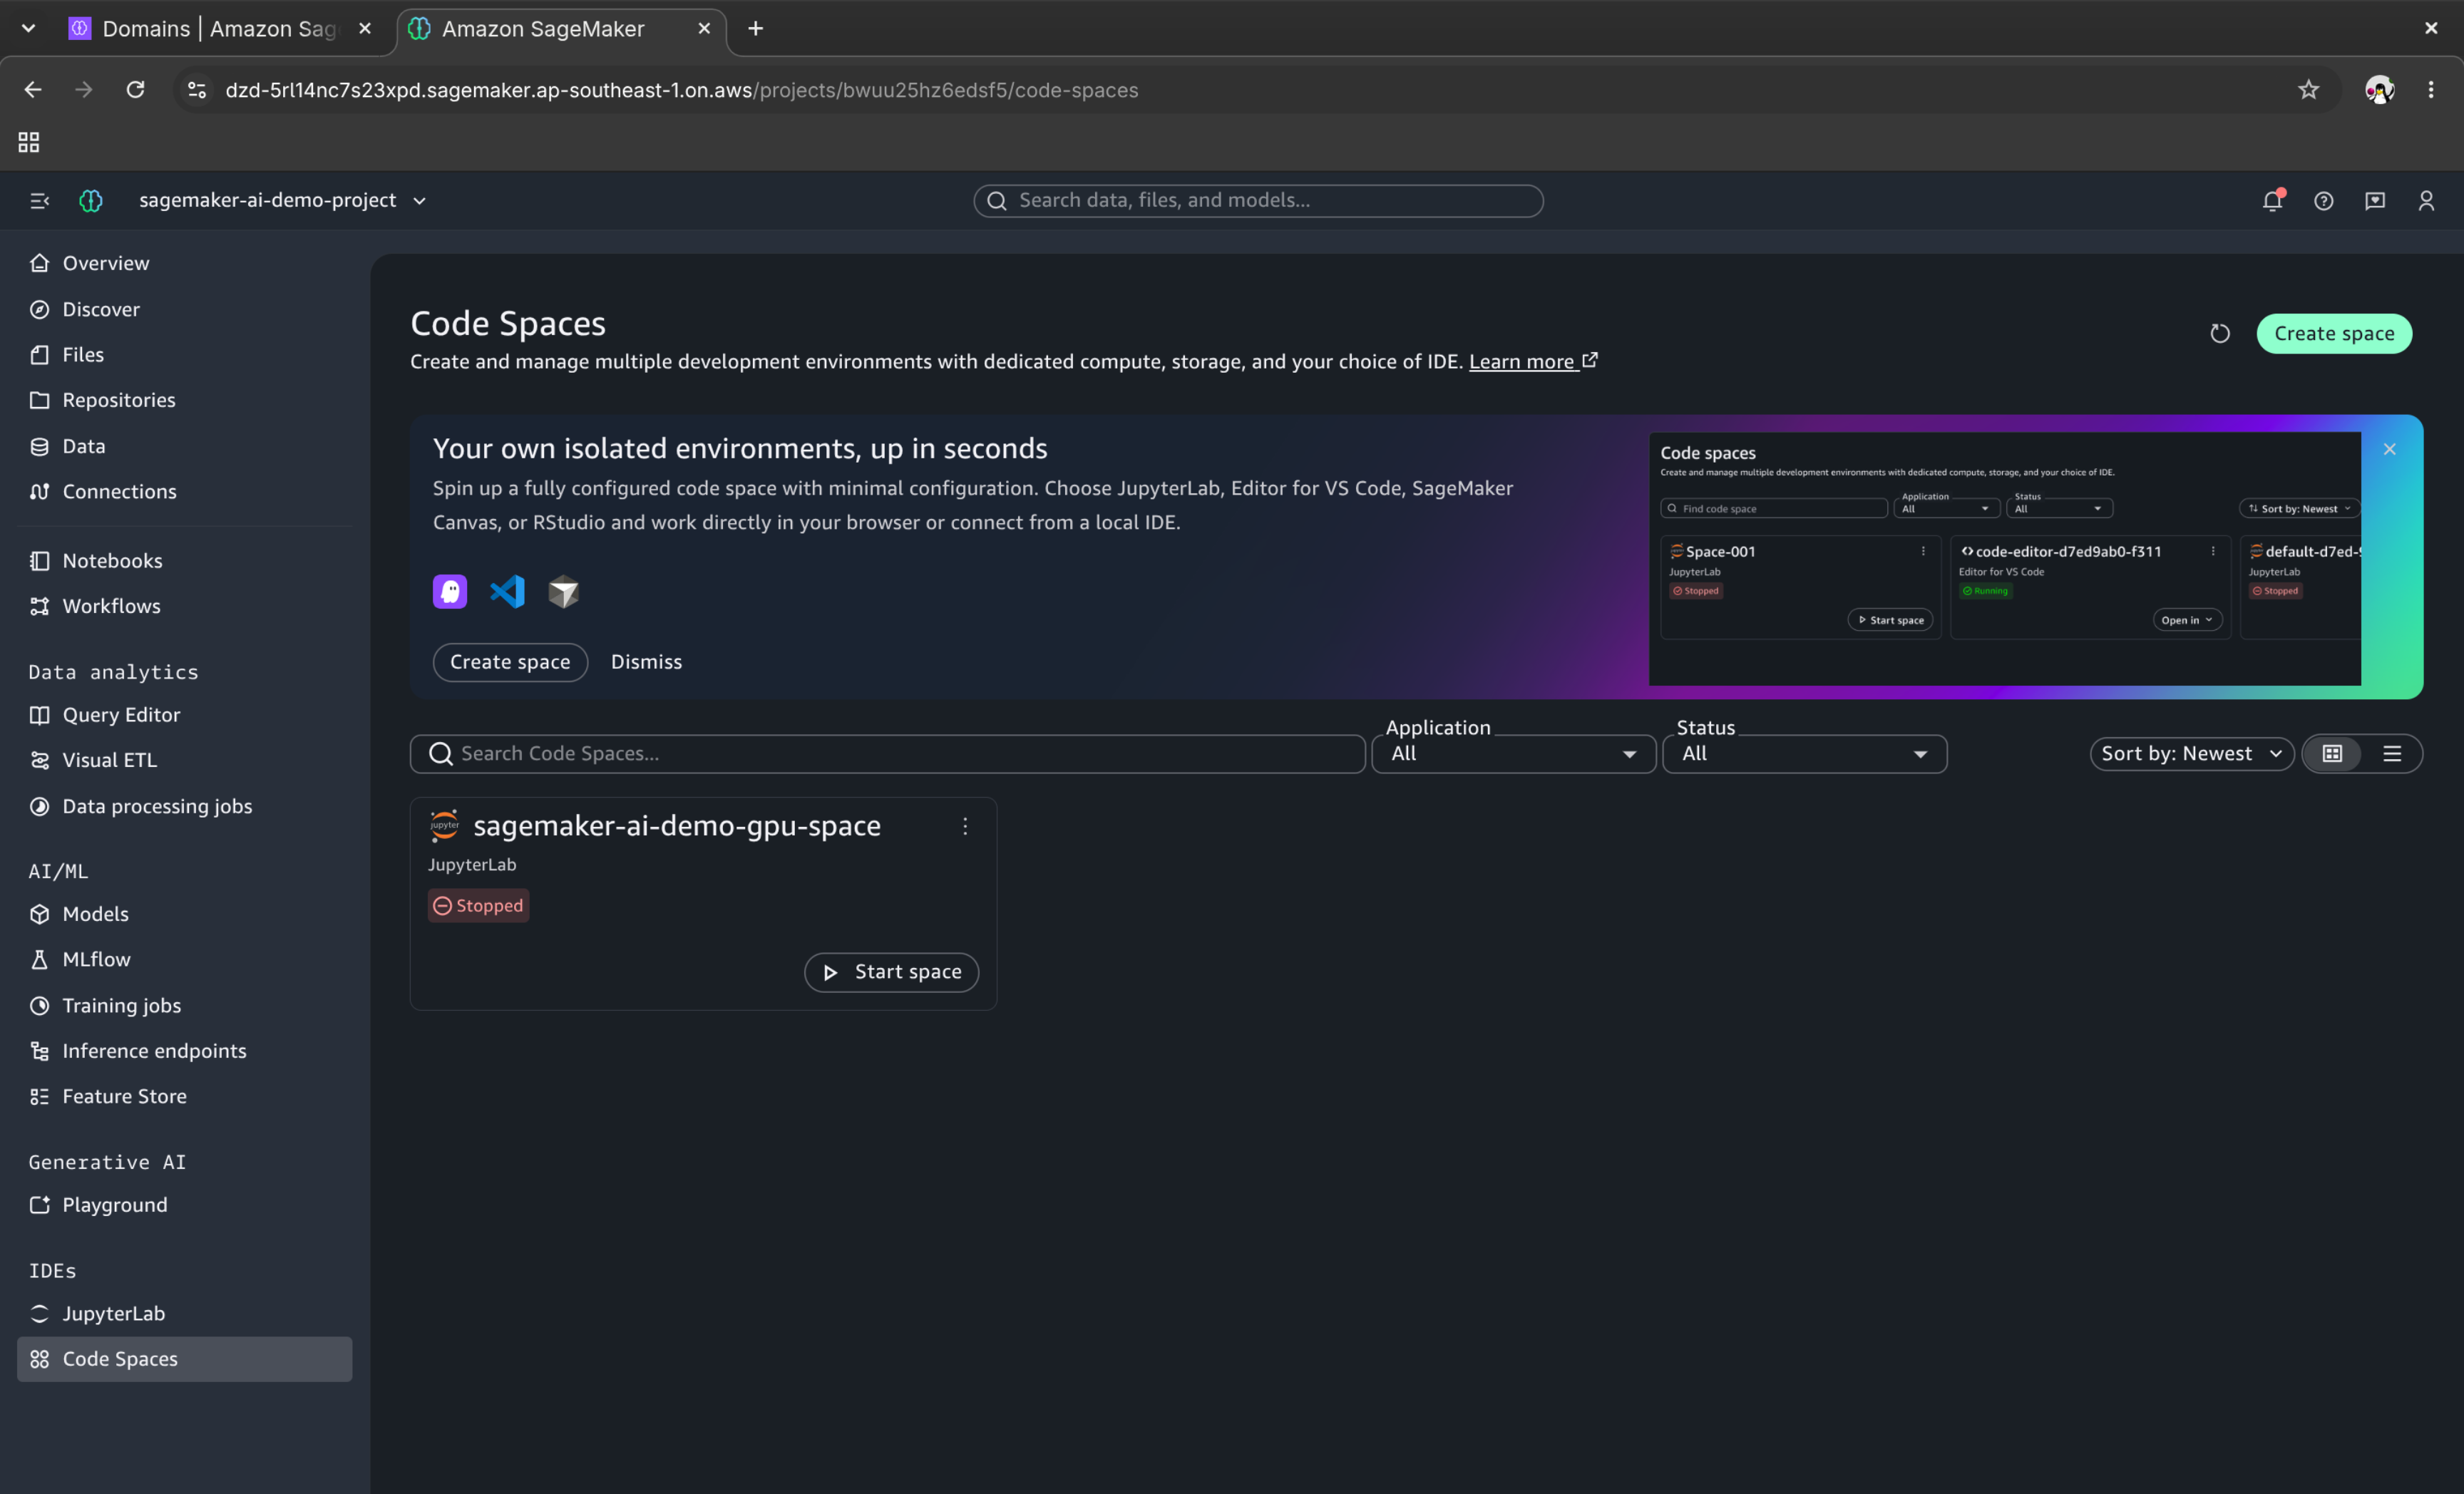 Domains | Amazon Sag
Amazon SageMaker
dzd-5rl14nc7s23xpd.sagemaker.ap-southeast-1.on.aws/projects/bwuu25hz6edsf5/code-spaces
sagemaker-ai-demo-project
Search data, files, and models...
Overview
Discover
Files
Repositories
Data
Connections
Notebooks
Workflows
Data analytics
Query Editor
Visual ETL
Data processing jobs
AI/ML
Models
MLflow
Training jobs
Inference endpoints
Feature Store
Generative AI
Playground
IDEs
JupyterLab
Code Spaces
Code Spaces
Create and manage multiple development environments with dedicated compute, storage, and your choice of IDE. Learn more
Create space
Your own isolated environments, up in seconds
Spin up a fully configured code space with minimal configuration. Choose JupyterLab, Editor for VS Code, SageMaker
Canvas, or RStudio and work directly in your browser or connect from a local IDE.
Create space
Dismiss
Code spaces
Create and manage multiple development environments with dedicated compute, storage, and your choice of IDE.
Find code space
Application
All
Status
All
Sort by: Newest
Space-001
JupyterLab
Stopped
Start space
code-editor-d7ed9ab0-f311
Editor for VS Code
Running
Open in
default-d7ed-9
JupyterLab
Stopped
Search Code Spaces...
Application
All
Status
All
Sort by: Newest
jupyter
sagemaker-ai-demo-gpu-space
JupyterLab
Stopped
Start space